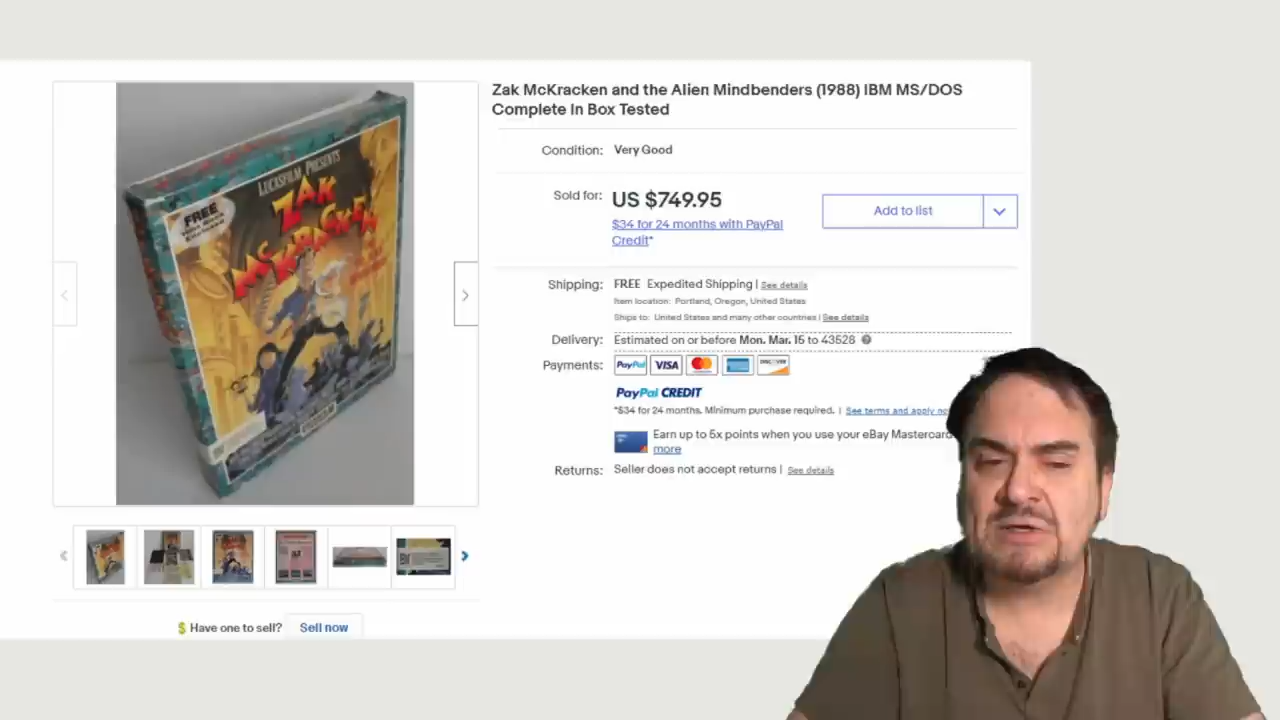 Zak McKracken and the Alien Mindbenders (1988) IBM MS/DOS
Complete In Box Tested
Condition: Very Good
Sold for: US $749.95
$34 for 24 months with PayPal
Credit*
Add to list
Shipping: FREE Expedited Shipping | See details
Item location: Portland, Oregon, United States
Ships to: United States and many other countries | See details
Delivery: Estimated on or before Mon. Mar. 15 to 43528
Payments: PayPal VISA MasterCard DISCOVER
PayPal CREDIT
*$34 for 24 months. Minimum purchase required. | See terms and apply
Earn up to 5x points when you use your eBay Mastercard
more
Returns: Seller does not accept returns | See details
LUCASFILM PRESENTS
ZAK
MCKRACKEN
FREE
$ Have one to sell? Sell now